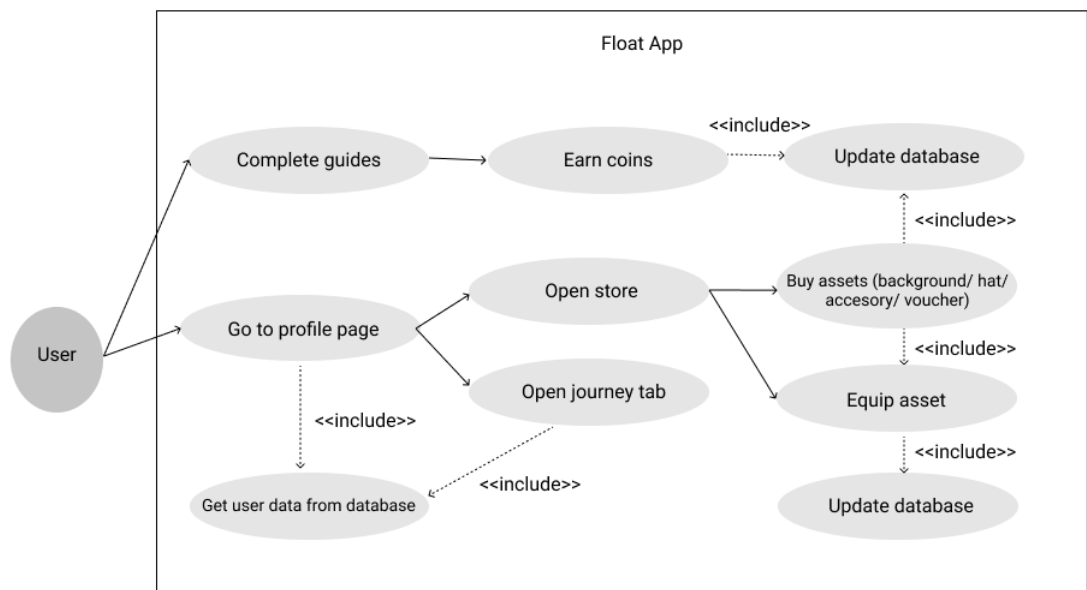 Float App
<<include>>
Complete guides
Earn coins
Update database
<<include>>
Buy assets (background/ hat/
accesory/ voucher)
Open store
Go to profile page
User
<<include>>
Open journey tab
Equip asset
<<include>>
<<include>>
<<include>>
Get user data from database
Update database